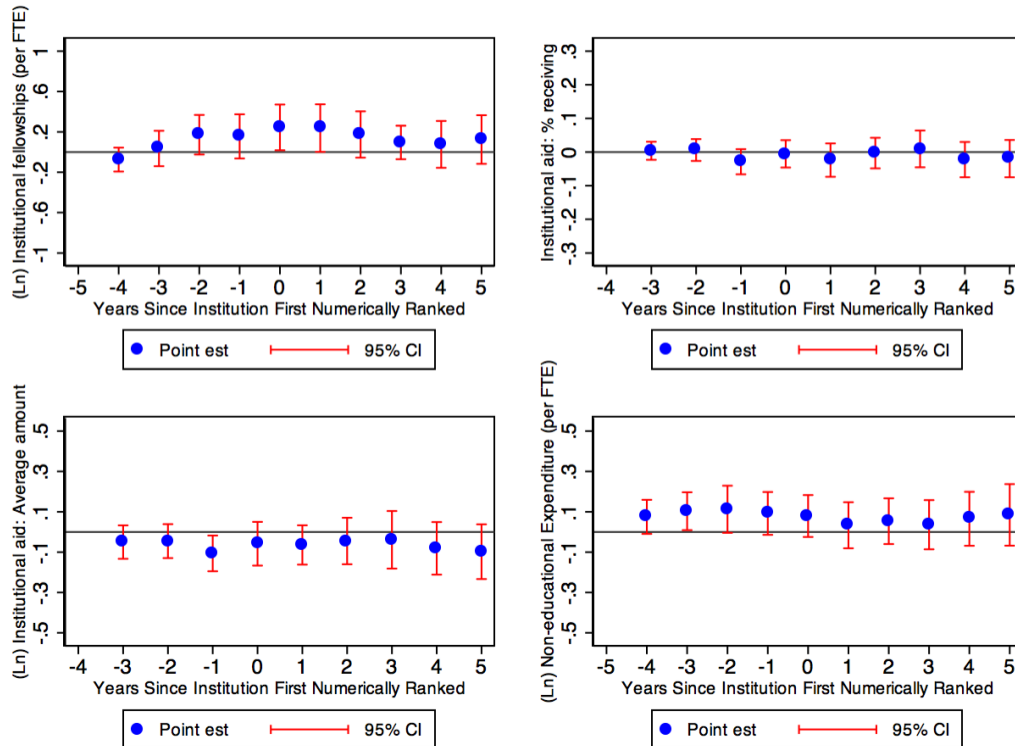 (Ln) Institutional fellowships (per FTE)
1
.6
.2
-.2
-.6
-1
-5 -4 -3 -2 -1 0 1 2 3 4 5
Years Since Institution First Numerically Ranked
Point est 95% CI
Institutional aid: % receiving
.3
.2
.1
0
-.1
-.2
-.3
-4 -3 -2 -1 0 1 2 3 4 5
Years Since Institution First Numerically Ranked
Point est 95% CI
(Ln) Institutional aid: Average amount
.5
.3
.1
-.1
-.3
-.5
-4 -3 -2 -1 0 1 2 3 4 5
Years Since Institution First Numerically Ranked
Point est 95% CI
(Ln) Non-educational Expenditure (per FTE)
.5
.3
.1
-.1
-.3
-.5
-5 -4 -3 -2 -1 0 1 2 3 4 5
Years Since Institution First Numerically Ranked
Point est 95% CI